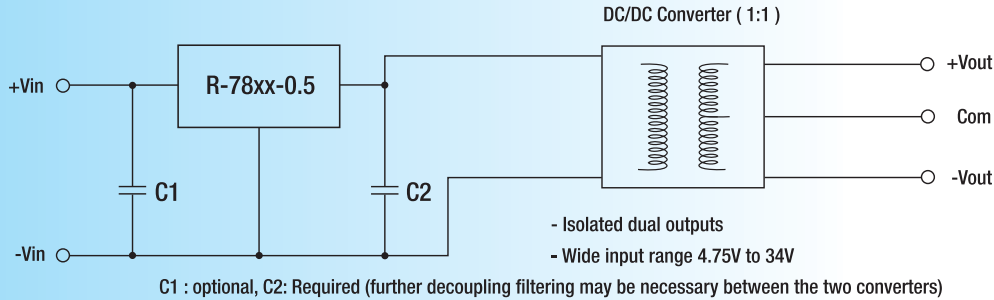 DC/DC Converter ( 1:1 )
+Vin
R-78xx-0.5
+Vout
Com
C1
C2
-Vout
- Isolated dual outputs
-Vin
- Wide input range 4.75V to 34V
C1 : optional, C2: Required (further decoupling filtering may be necessary between the two converters)